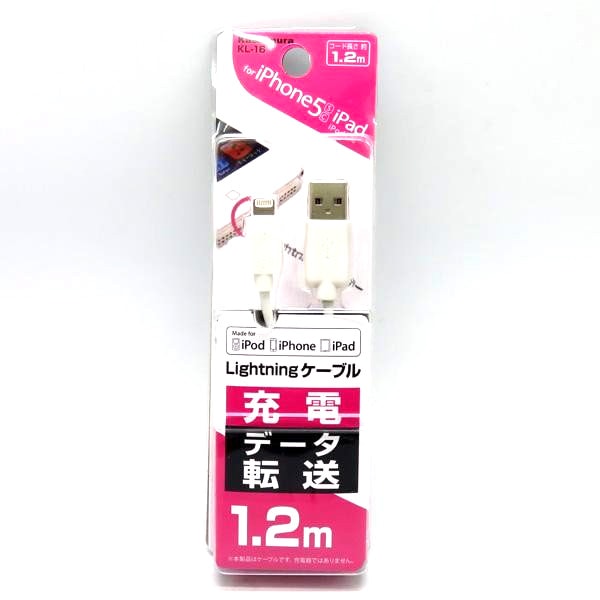 KL-16
コード長さ 約
1.2m
for iPhone5
iPad
Made for
iPod iPhone iPad
Lightningケーブル
充電
データ
転送
1.2m
※本製品はケーブルです。充電器ではありません。